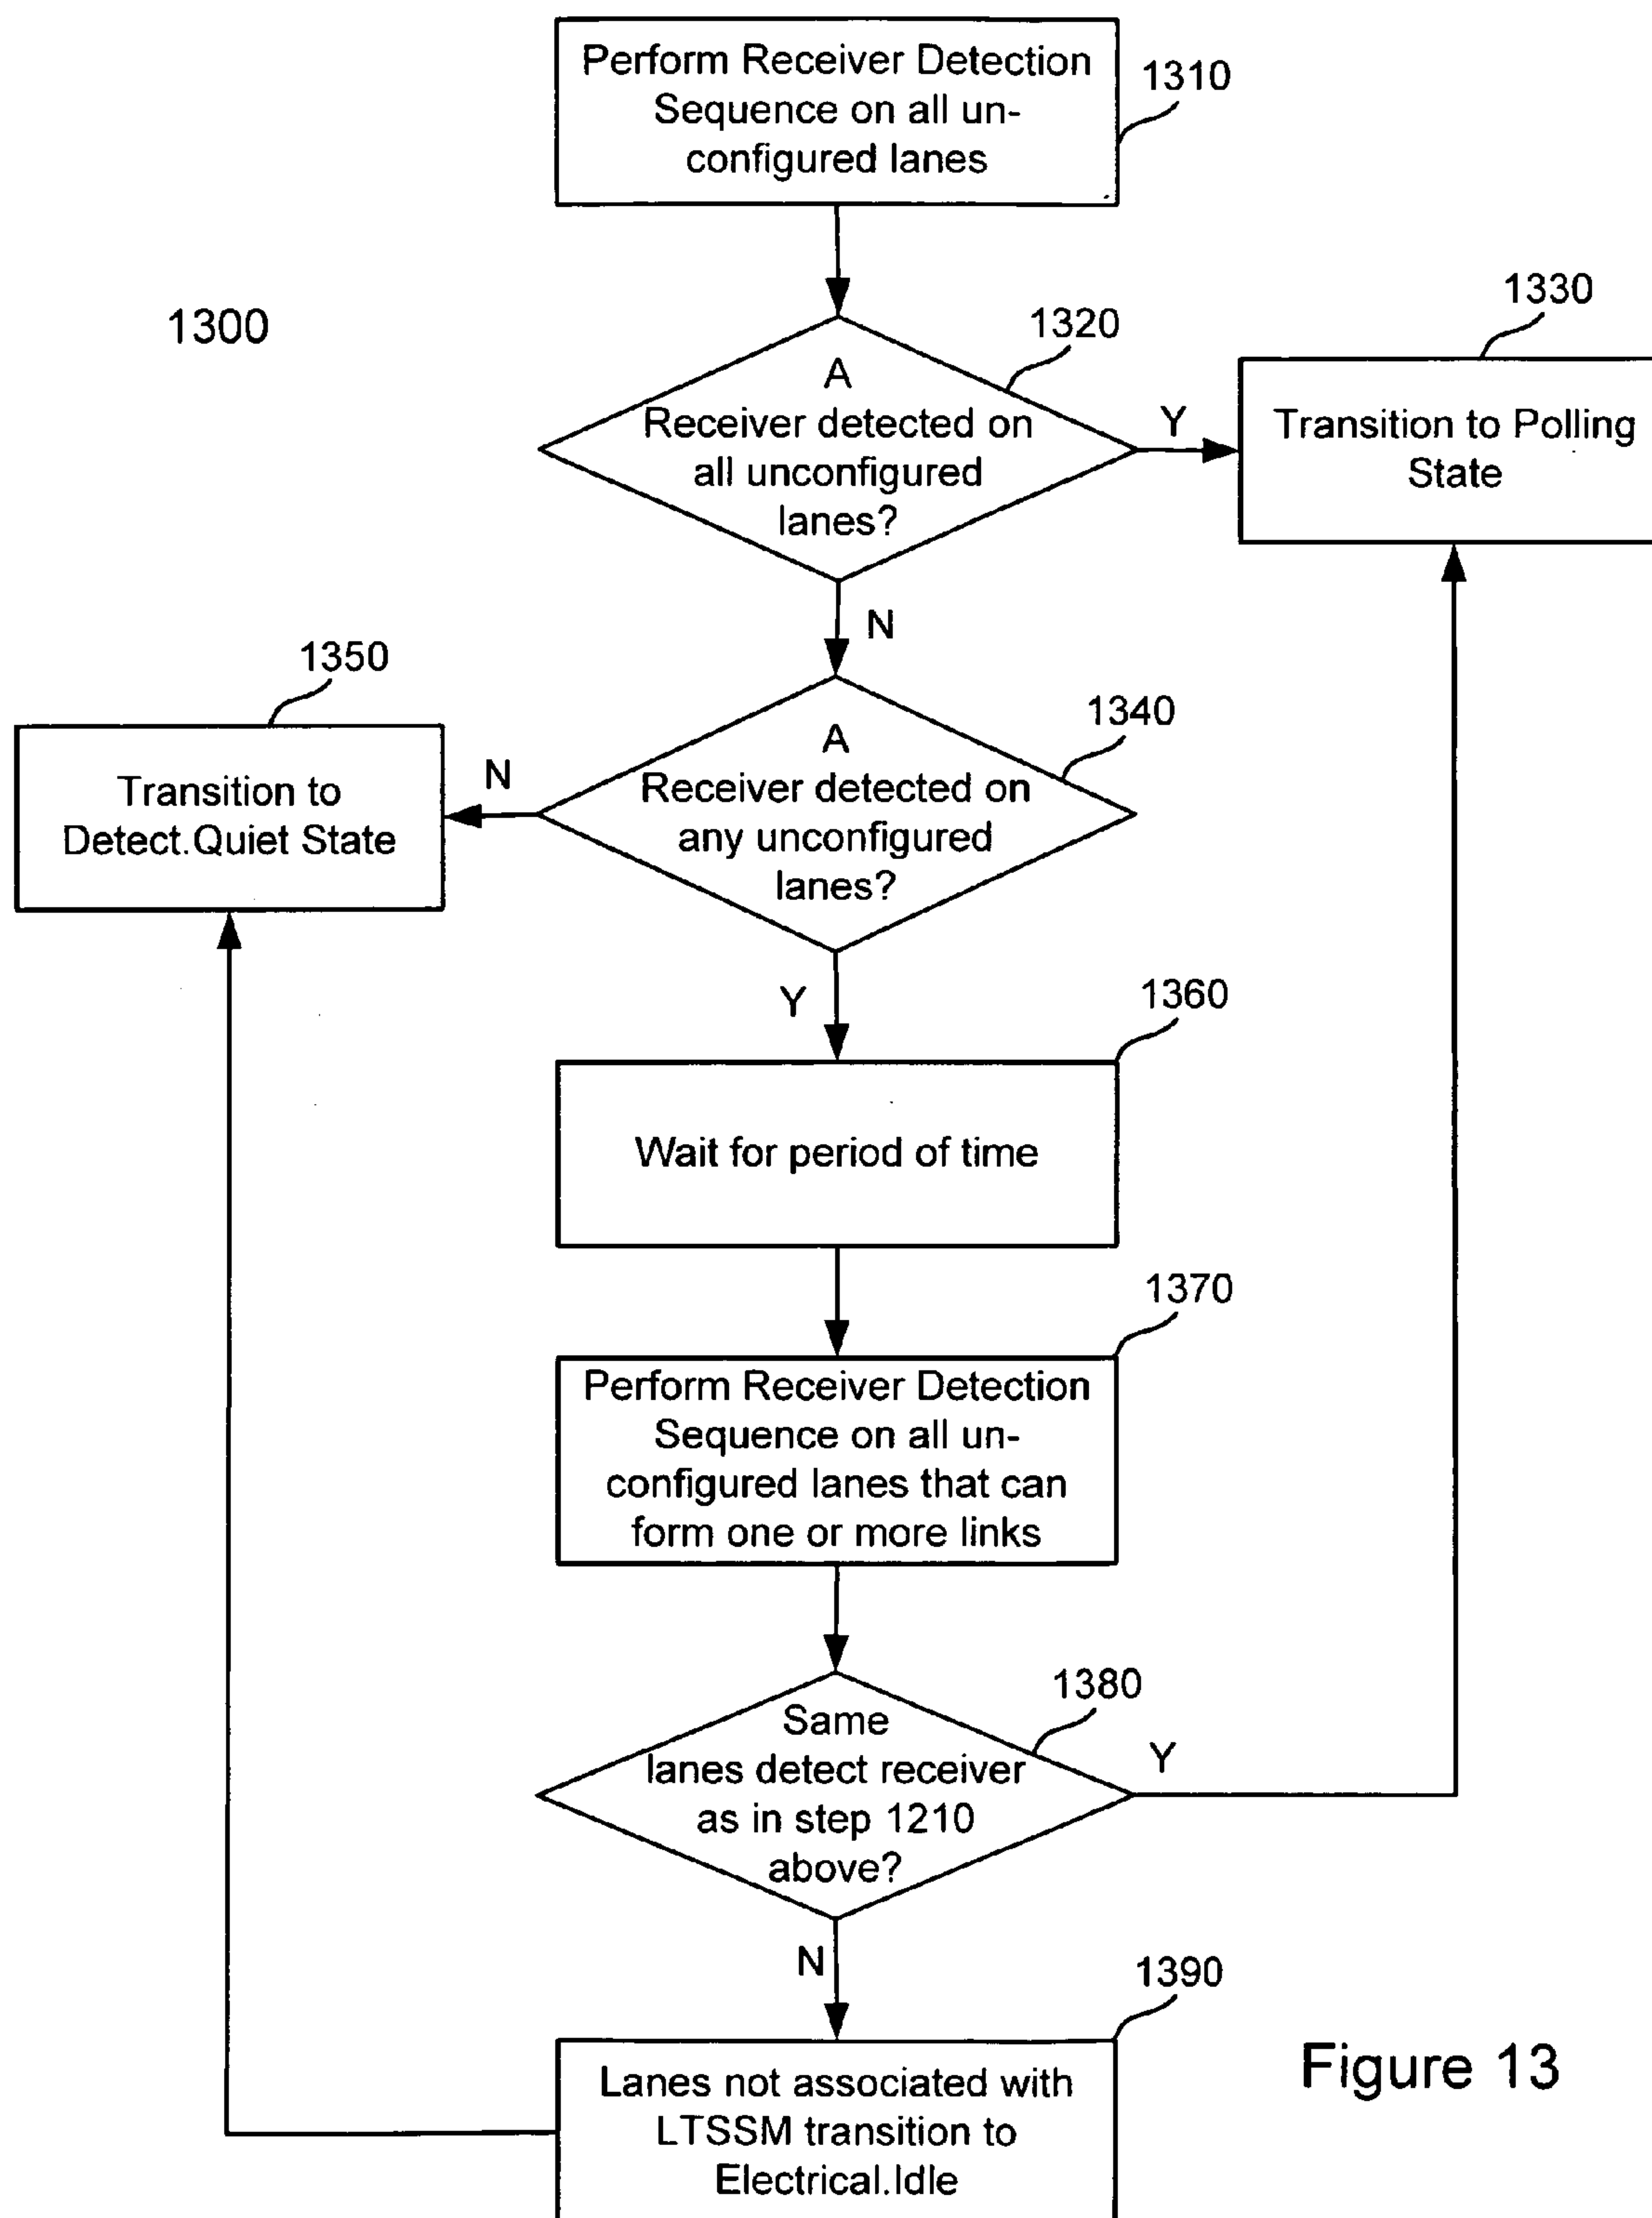 Perform Receiver Detection
Sequence on all un-
configured lanes
1310
1300
A
Receiver detected on
all unconfigured
lanes?
1320
Y
1330
Transition to Polling
State
N
1350
Transition to
Detect.Quiet State
N
A
Receiver detected on
any unconfigured
lanes?
1340
Y
1360
Wait for period of time
1370
Perform Receiver Detection
Sequence on all un-
configured lanes that can
form one or more links
1380
Same
lanes detect receiver
as in step 1210
above?
Y
N
1390
Lanes not associated with
LTSSM transition to
Electrical.Idle
Figure 13